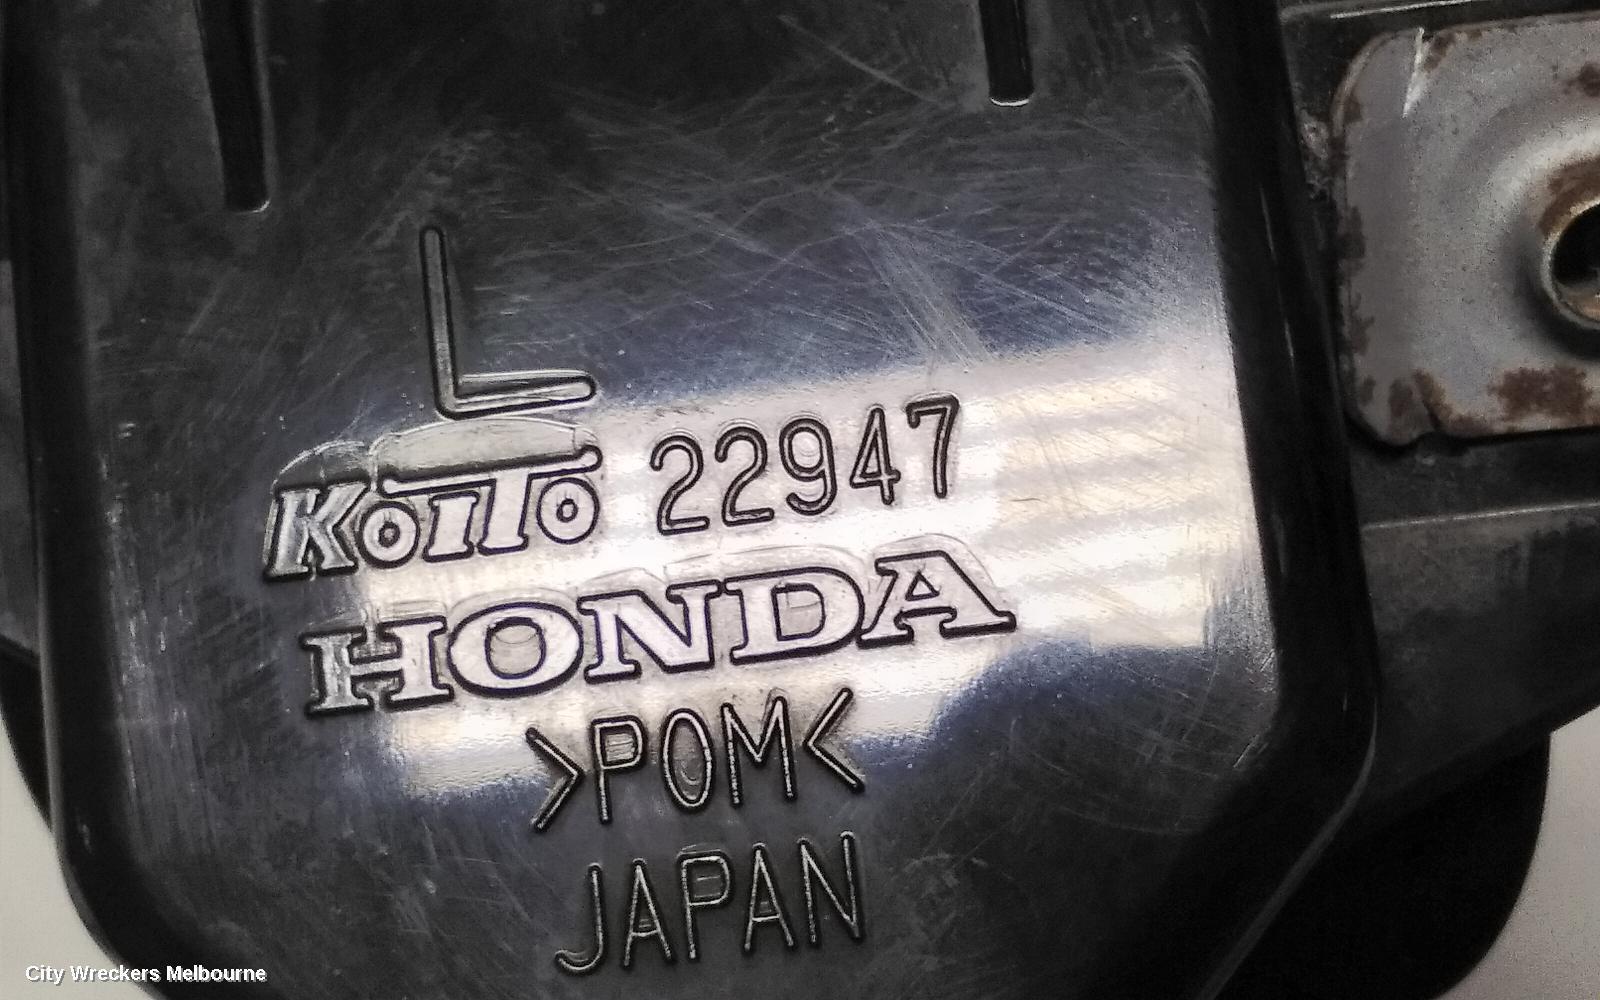 L
KOITO 22947
HONDA
>POM<
JAPAN
City Wreckers Melbourne